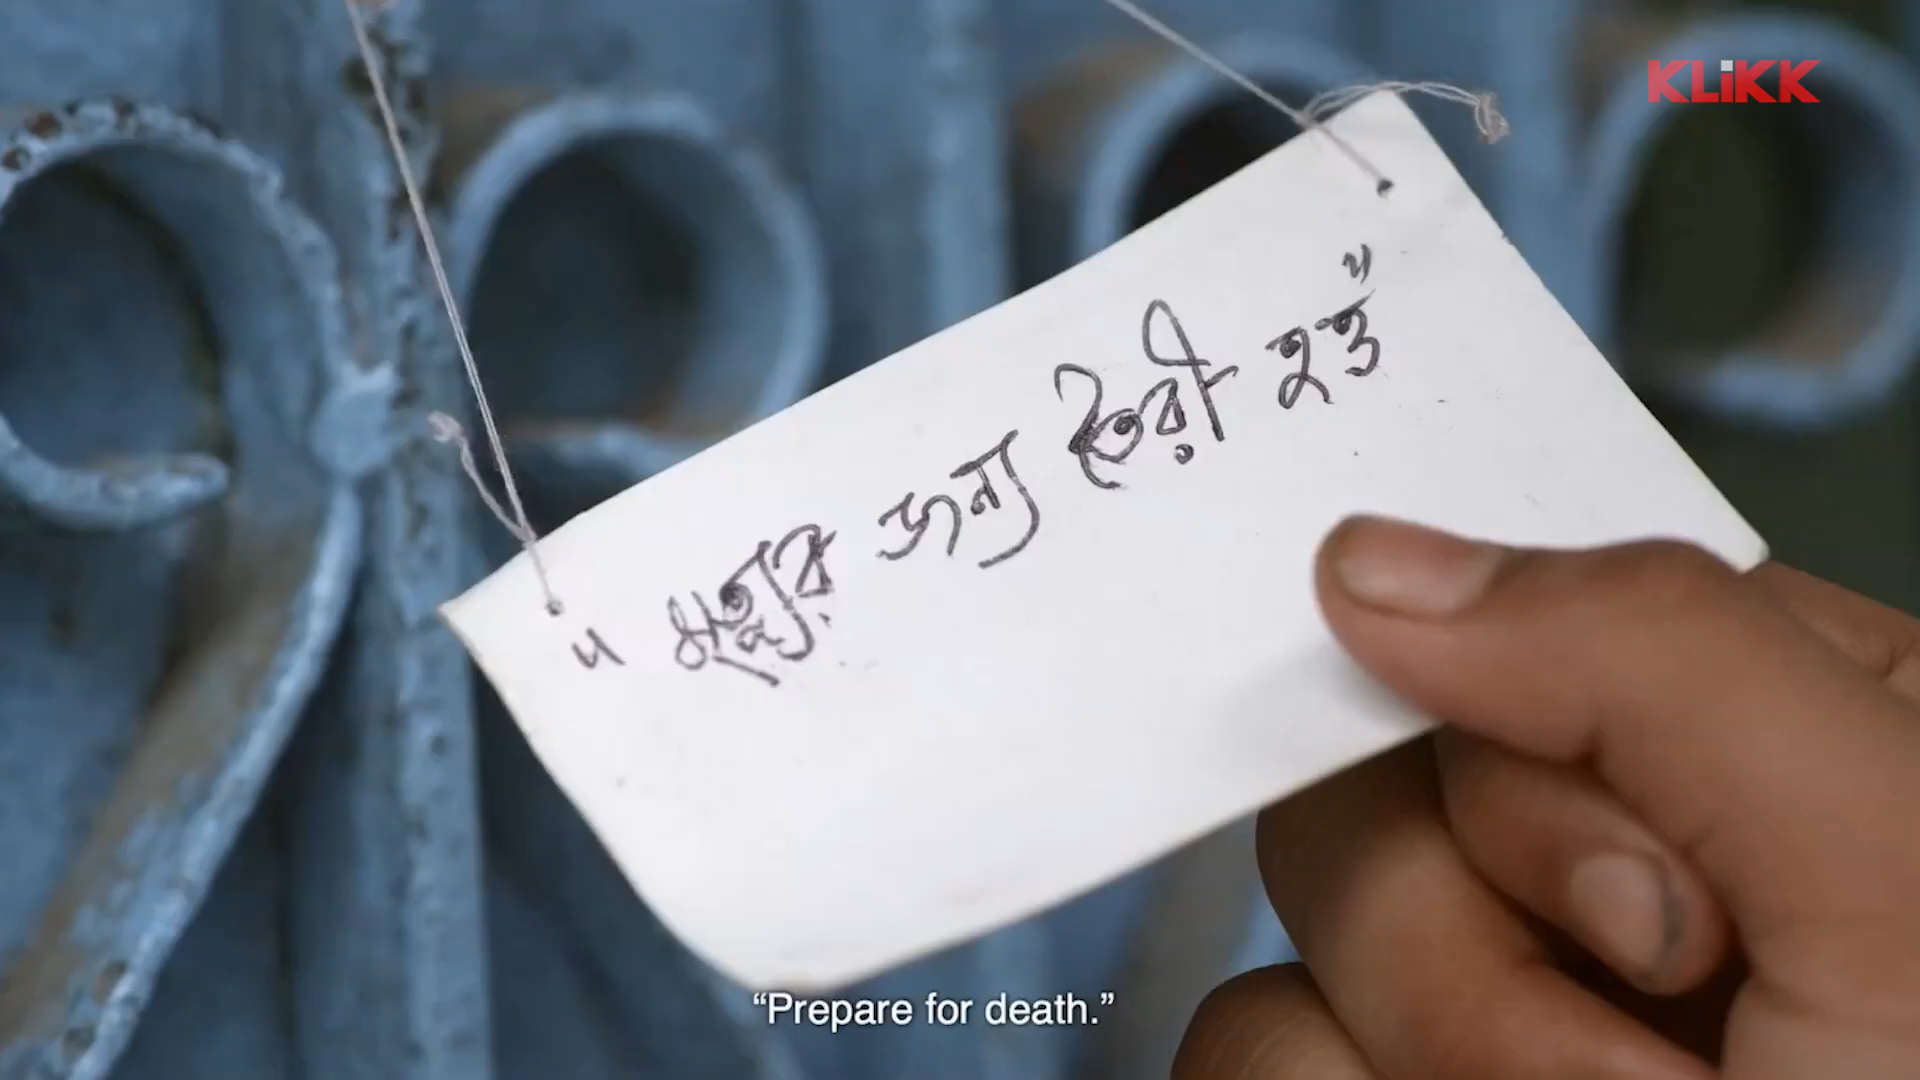 KLiKK
"মৃত্যুর জন্য তৈরী হও"
“Prepare for death.”